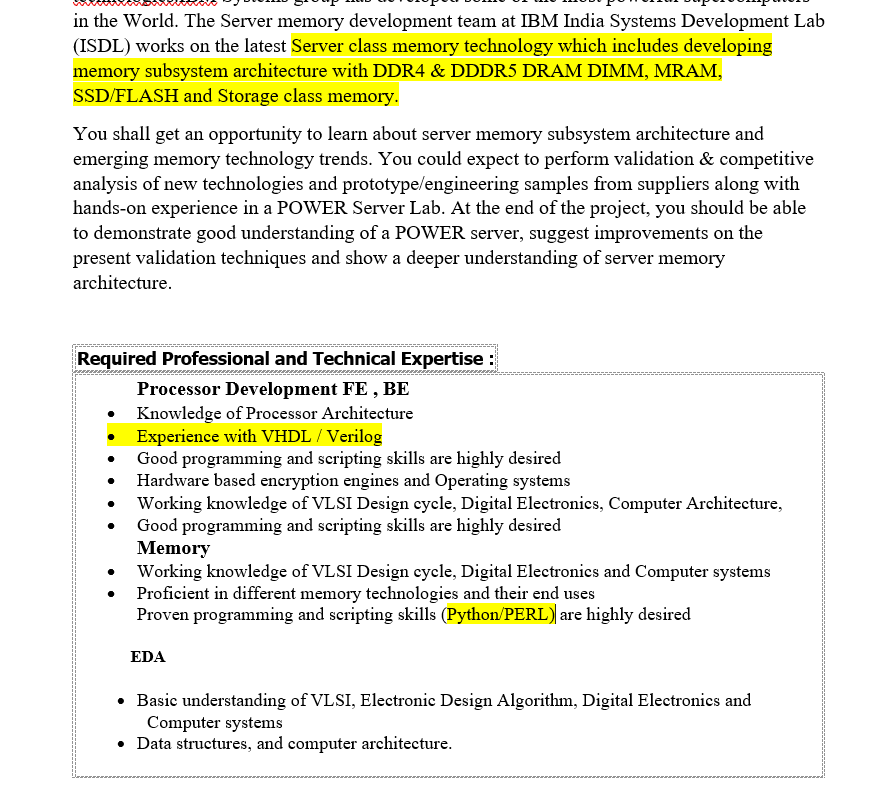 Systems group has developed some of the most powerful supercomputers
in the World. The Server memory development team at IBM India Systems Development Lab
(ISDL) works on the latest Server class memory technology which includes developing
memory subsystem architecture with DDR4 & DDDR5 DRAM DIMM, MRAM,
SSD/FLASH and Storage class memory.
You shall get an opportunity to learn about server memory subsystem architecture and
emerging memory technology trends. You could expect to perform validation & competitive
analysis of new technologies and prototype/engineering samples from suppliers along with
hands-on experience in a POWER Server Lab. At the end of the project, you should be able
to demonstrate good understanding of a POWER server, suggest improvements on the
present validation techniques and show a deeper understanding of server memory
architecture.
Required Professional and Technical Expertise :
Processor Development FE , BE
• Knowledge of Processor Architecture
• Experience with VHDL / Verilog
• Good programming and scripting skills are highly desired
• Hardware based encryption engines and Operating systems
• Working knowledge of VLSI Design cycle, Digital Electronics, Computer Architecture,
• Good programming and scripting skills are highly desired
Memory
• Working knowledge of VLSI Design cycle, Digital Electronics and Computer systems
• Proficient in different memory technologies and their end uses
Proven programming and scripting skills (Python/PERL) are highly desired
EDA
• Basic understanding of VLSI, Electronic Design Algorithm, Digital Electronics and
Computer systems
• Data structures, and computer architecture.